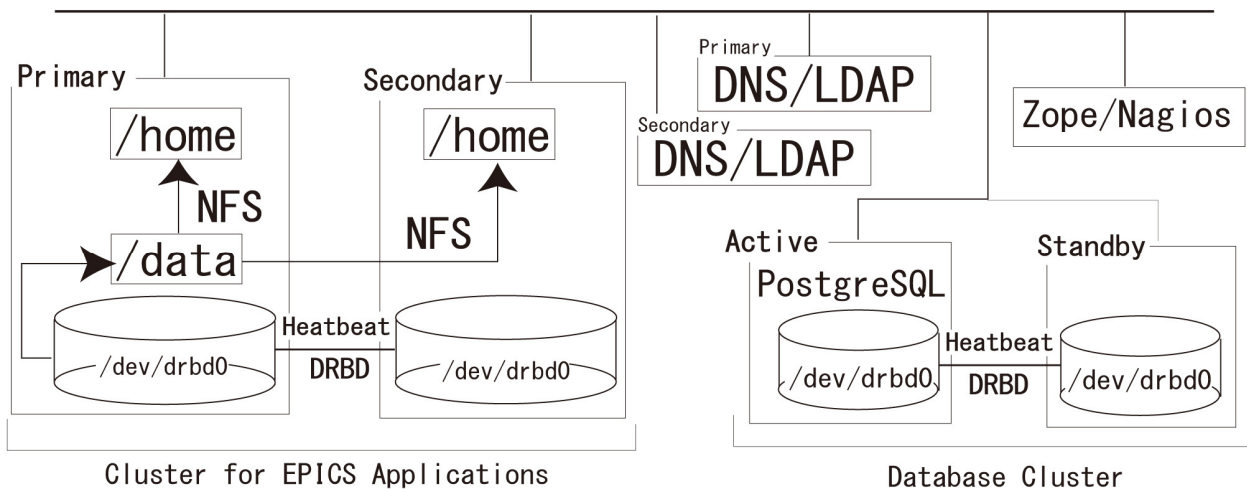 Primary
/home
NFS
/data
/dev/drbd0
Heatbeat
DRBD
Secondary
/home
NFS
/dev/drbd0
Cluster for EPICS Applications
Primary
DNS/LDAP
Secondary
DNS/LDAP
Zope/Nagios
Active
PostgreSQL
/dev/drbd0
Heatbeat
DRBD
Standby
/dev/drbd0
Database Cluster